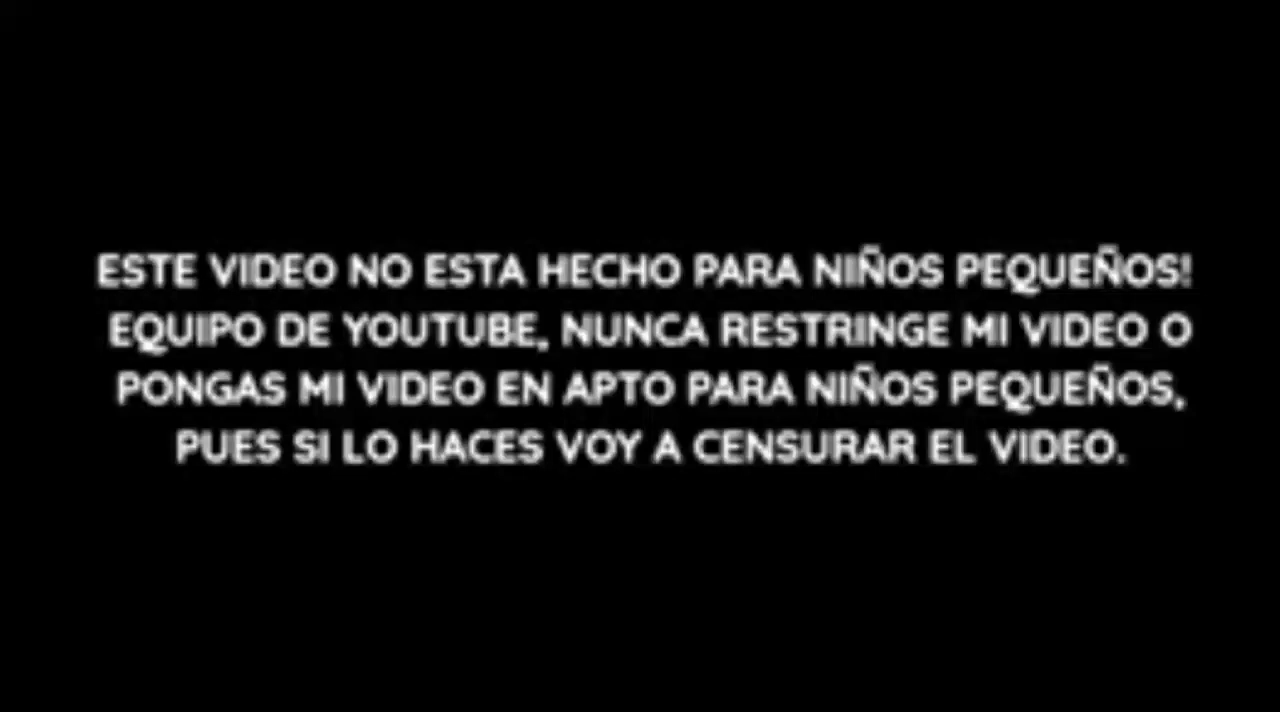 ESTE VIDEO NO ESTA HECHO PARA NIÑOS PEQUEÑOS!
EQUIPO DE YOUTUBE, NUNCA RESTRINGE MI VIDEO O
PONGAS MI VIDEO EN APTO PARA NIÑOS PEQUEÑOS,
PUES SI LO HACES VOY A CENSURAR EL VIDEO.